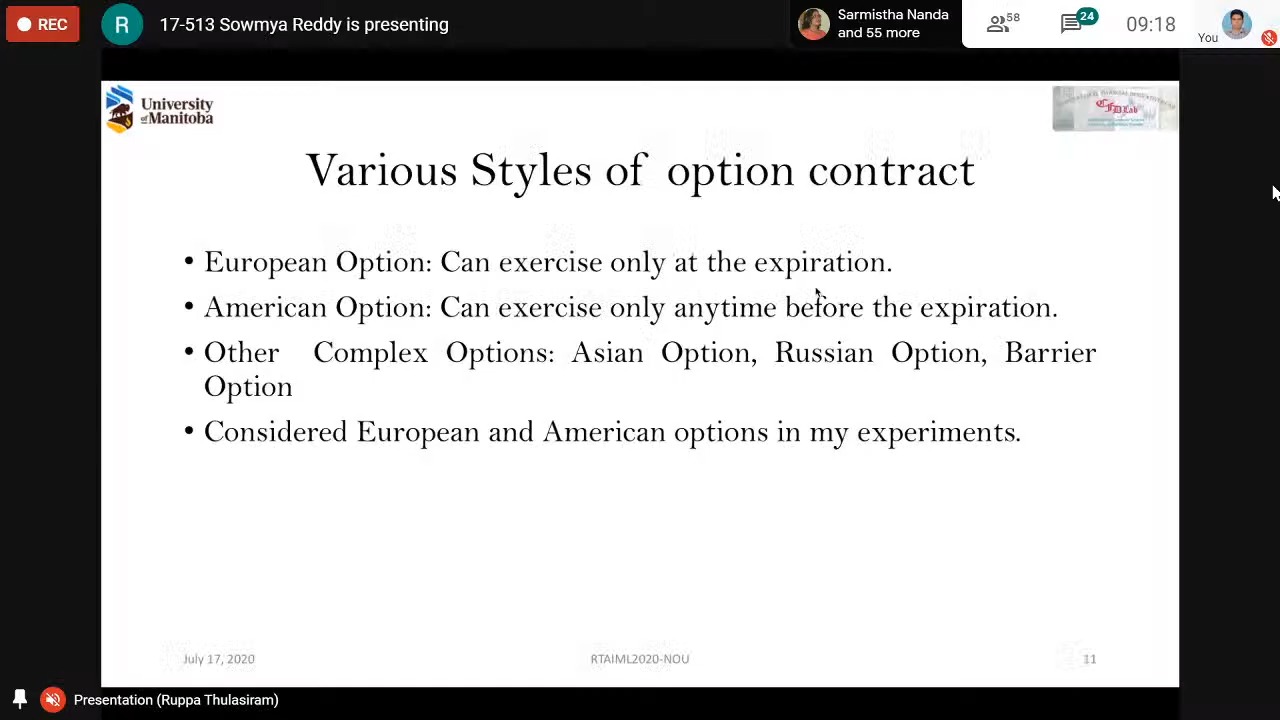 REC
R
17-513 Sowmya Reddy is presenting
Sarmistha Nanda
and 55 more
58
24
09:18
You
University
of Manitoba
CFDLab
Various Styles of option contract
• European Option: Can exercise only at the expiration.
• American Option: Can exercise only anytime before the expiration.
• Other Complex Options: Asian Option, Russian Option, Barrier
Option
• Considered European and American options in my experiments.
July 17, 2020
RTAIML2020-NOU
11
Presentation (Ruppa Thulasiram)